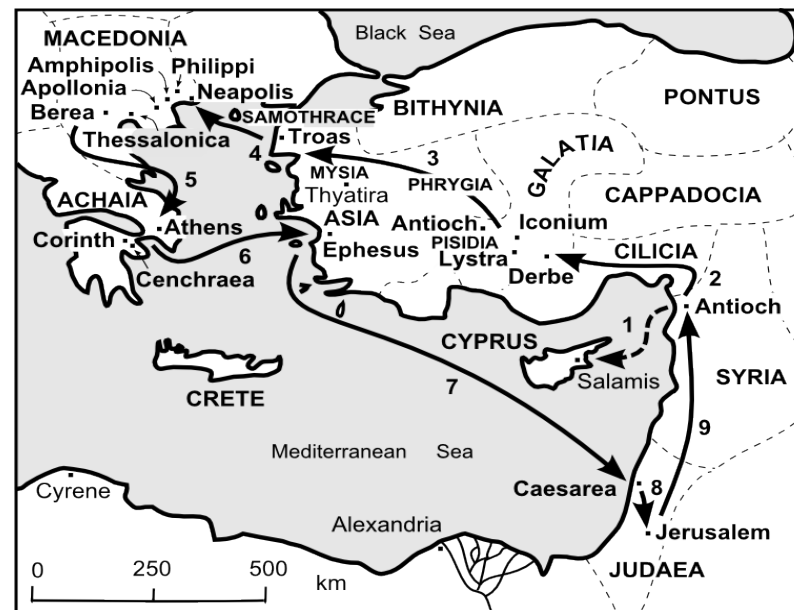 Black Sea
MACEDONIA
Amphipolis
Philippi
Apollonia
Neapolis
Berea
SAMOTHRACE
BITHYNIA
PONTUS
Thessalonica
4
Troas
3
GALATIA
5
MYSIA
PHRYGIA
Thyatira
CAPPADOCIA
ACHAIA
ASIA
Antioch
Iconium
Athens
Corinth
6
Ephesus
PISIDIA
Lystra
CILICIA
Cenchraea
Derbe
2
Antioch
1
CYPRUS
Salamis
SYRIA
CRETE
7
9
Mediterranean Sea
Cyrene
Caesarea
8
Alexandria
Jerusalem
JUDAEA
0 250 500 km